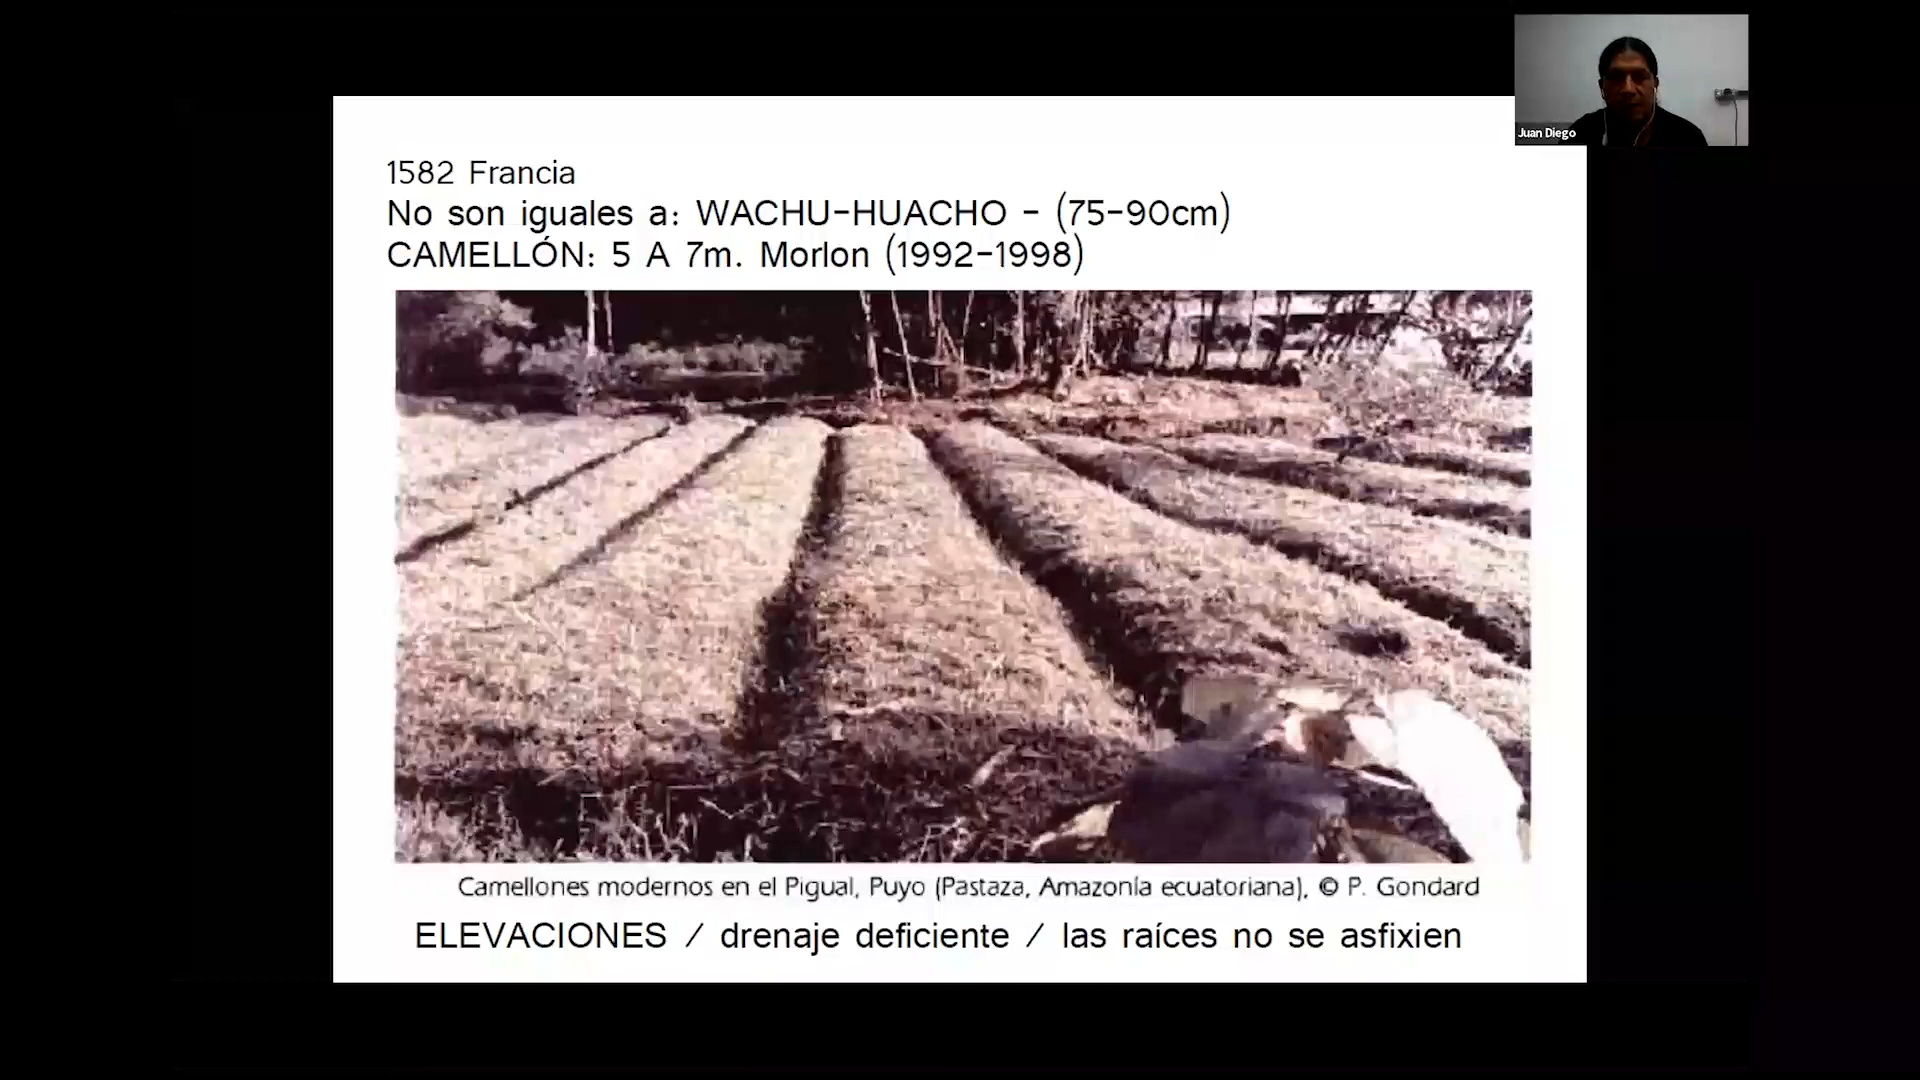 1582 Francia
No son iguales a: WACHU-HUACHO - (75-90cm)
CAMELLÓN: 5 A 7m. Morlon (1992-1998)
Camellones modernos en el Pigual, Puyo (Pastaza, Amazonía ecuatoriana), © P. Gondard
ELEVACIONES / drenaje deficiente / las raíces no se asfixien
Juan Diego